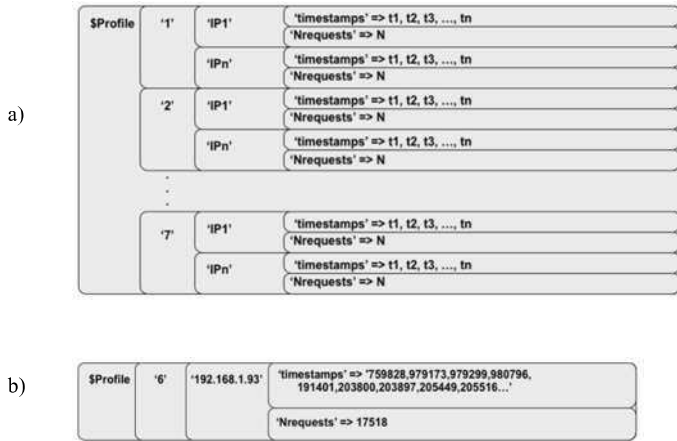 a)
$Profile '1' 'IP1' 'timestamps' => t1, t2, t3, ..., tn
'Nrequests' => N
'IPn' 'timestamps' => t1, t2, t3, ..., tn
'Nrequests' => N
'2' 'IP1' 'timestamps' => t1, t2, t3, ..., tn
'Nrequests' => N
'IPn' 'timestamps' => t1, t2, t3, ..., tn
'Nrequests' => N
.
.
.
'7' 'IP1' 'timestamps' => t1, t2, t3, ..., tn
'Nrequests' => N
'IPn' 'timestamps' => t1, t2, t3, ..., tn
'Nrequests' => N
b)
$Profile '6' '192.168.1.93' 'timestamps' => '759828,979173,979299,980796,
191401,203800,203897,205449,205516...'
'Nrequests' => 17518